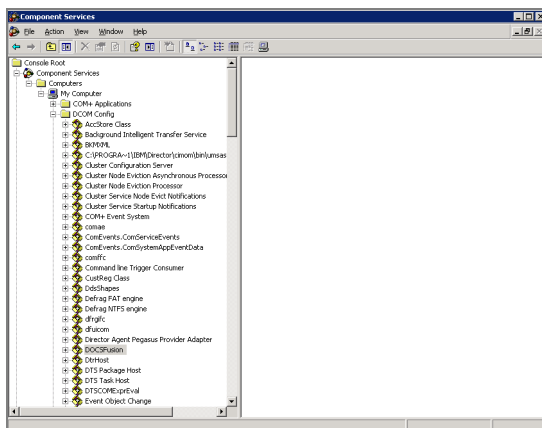 Component Services
File Action View Window Help
Console Root
Component Services
Computers
My Computer
COM+ Applications
DCOM Config
AccStore Class
Background Intelligent Transfer Service
BKMXML
C:\PROGRA~1\IBM\Director\cimom\bin\umsas
Cluster Configuration Server
Cluster Node Eviction Asynchronous Processor
Cluster Node Eviction Processor
Cluster Service Node Evict Notifications
Cluster Service Startup Notifications
COM+ Event System
comae
ComEvents.ComServiceEvents
ComEvents.ComSystemAppEventData
comffc
Command line Trigger Consumer
CustReg Class
DdsShapes
Defrag FAT engine
Defrag NTFS engine
dfrgifc
dfuicom
Director Agent Pegasus Provider Adapter
DOCSFusion
DtrHost
DTS Package Host
DTS Task Host
DTSCOMExprEval
Event Object Change